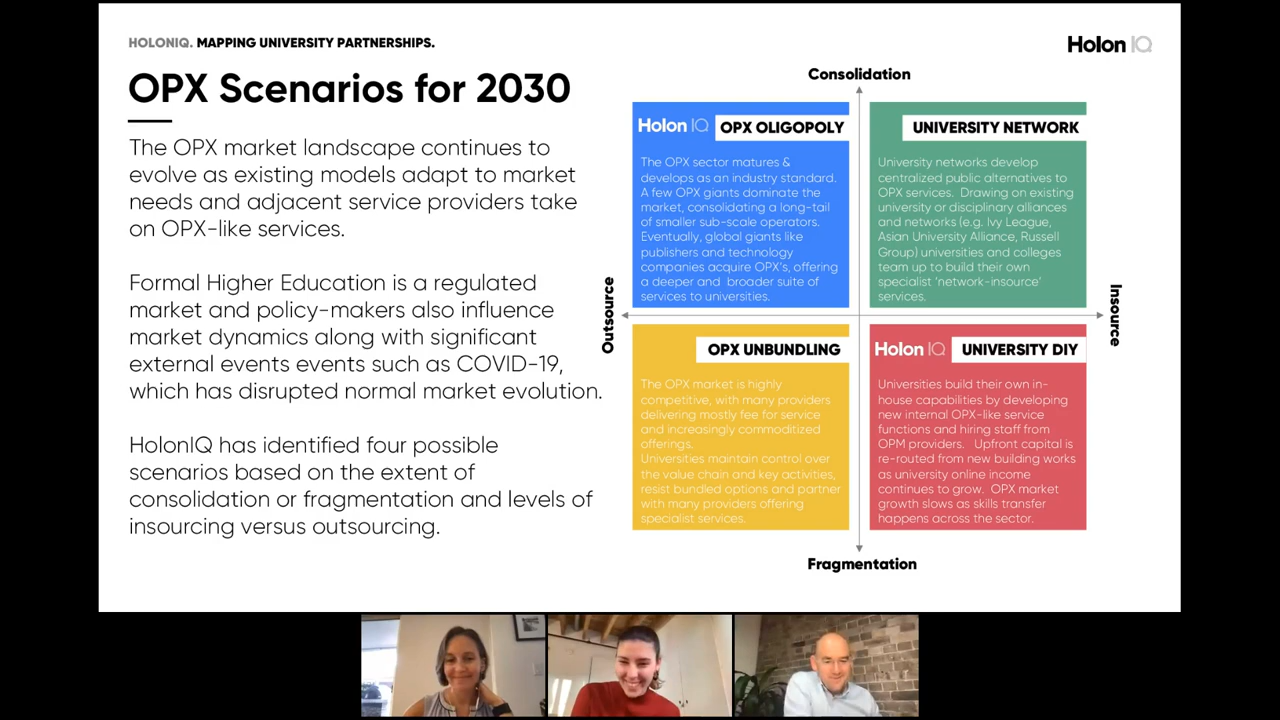 HOLONIQ. MAPPING UNIVERSITY PARTNERSHIPS.
Holon IQ
OPX Scenarios for 2030
The OPX market landscape continues to
evolve as existing models adapt to market
needs and adjacent service providers take
on OPX-like services.
Formal Higher Education is a regulated
market and policy-makers also influence
market dynamics along with significant
external events events such as COVID-19,
which has disrupted normal market evolution.
HolonIQ has identified four possible
scenarios based on the extent of
consolidation or fragmentation and levels of
insourcing versus outsourcing.
Consolidation
Outsource
Holon IQ
OPX OLIGOPOLY
The OPX sector matures &
develops as an industry standard.
A few OPX giants dominate the
market, consolidating a long-tail
of smaller sub-scale operators.
Eventually, global giants like
publishers and technology
companies acquire OPX's, offering
a deeper and broader suite of
services to universities.
UNIVERSITY NETWORK
University networks develop
centralized public alternatives to
OPX services. Drawing on existing
university or disciplinary alliances
and networks (e.g. Ivy League,
Asian University Alliance, Russell
Group) universities and colleges
team up to build their own
specialist 'network-insource'
services.
Insource
OPX UNBUNDLING
The OPX market is highly
competitive, with many providers
delivering mostly fee for service
and increasingly commoditized
offerings.
Universities maintain control over
the value chain and key activities,
resist bundled options and partner
with many providers offering
specialist services.
Holon IQ
UNIVERSITY DIY
Universities build their own in-
house capabilities by developing
new internal OPX-like service
functions and hiring staff from
OPM providers. Upfront capital is
re-routed from new building works
as university online income
continues to grow. OPX market
growth slows as skills transfer
happens across the sector.
Fragmentation